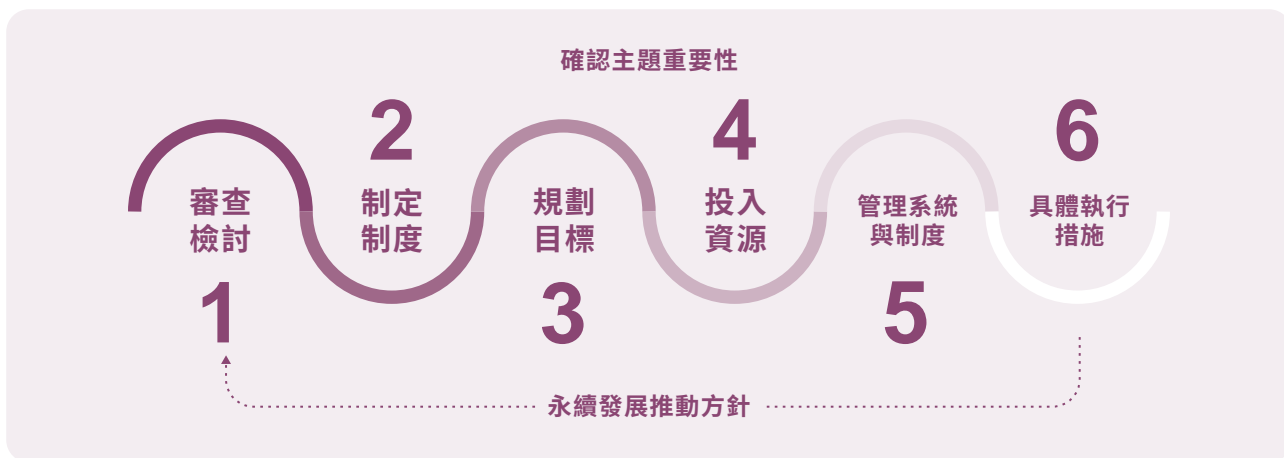 確認主題重要性
1
審查
檢討
2
制定
制度
3
規劃
目標
4
投入
資源
5
管理系統
與制度
6
具體執行
措施
永續發展推動方針